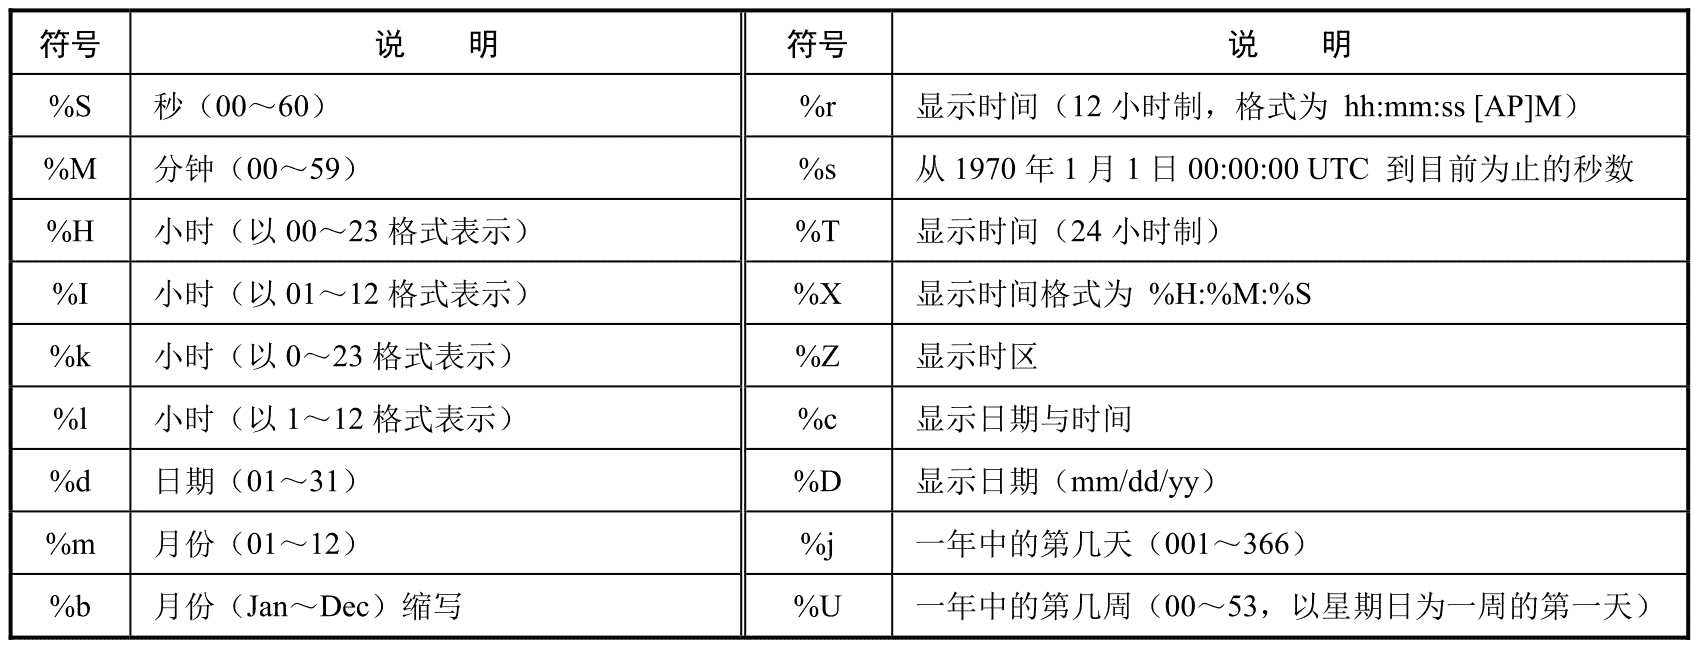 符号 说 明 符号 说 明
%S 秒（00～60） %r 显示时间（12 小时制，格式为 hh:mm:ss [AP]M）
%M 分钟（00～59） %s 从 1970 年 1 月 1 日 00:00:00 UTC 到目前为止的秒数
%H 小时（以 00～23 格式表示） %T 显示时间（24 小时制）
%I 小时（以 01～12 格式表示） %X 显示时间格式为 %H:%M:%S
%k 小时（以 0～23 格式表示） %Z 显示时区
%l 小时（以 1～12 格式表示） %c 显示日期与时间
%d 日期（01～31） %D 显示日期（mm/dd/yy）
%m 月份（01～12） %j 一年中的第几天（001～366）
%b 月份（Jan～Dec）缩写 %U 一年中的第几周（00～53，以星期日为一周的第一天）